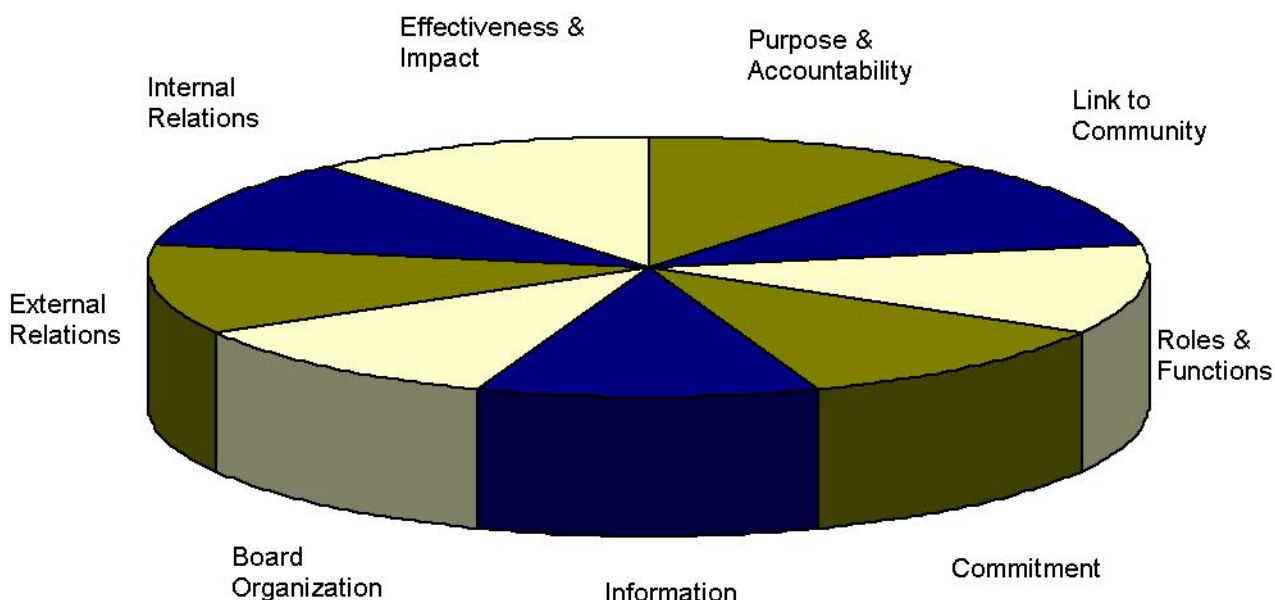 Effectiveness &
Impact
Purpose &
Accountability
Internal
Relations
Link to
Community
External
Relations
Roles &
Functions
Board
Organization
Information
Commitment